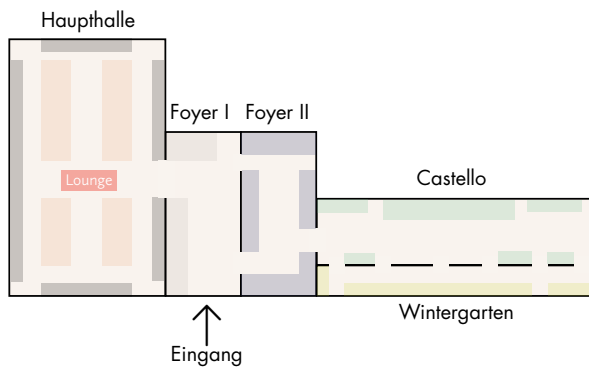 Haupthalle
Foyer I
Foyer II
Lounge
Castello
Wintergarten
Eingang